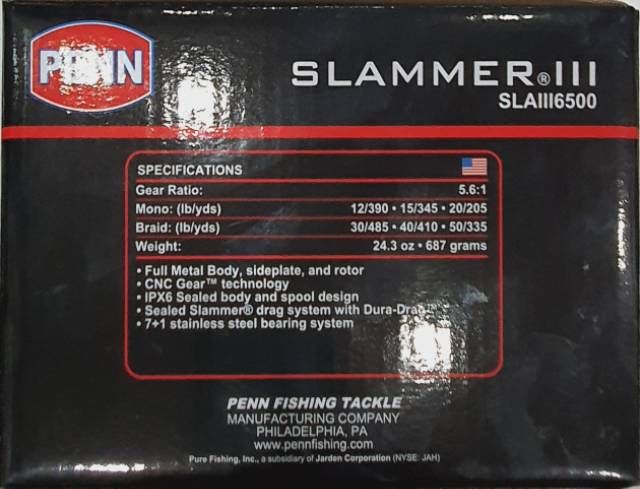 PENN
SLAMMER® III
SLAIII6500
SPECIFICATIONS
Gear Ratio: 5.6:1
Mono: (lb/yds) 12/390 • 15/345 • 20/205
Braid: (lb/yds) 30/485 • 40/410 • 50/335
Weight: 24.3 oz • 687 grams
• Full Metal Body, sideplate, and rotor
• CNC Gear™ technology
• IPX6 Sealed body and spool design
• Sealed Slammer® drag system with Dura-Drag™
• 7+1 stainless steel bearing system
PENN FISHING TACKLE
MANUFACTURING COMPANY
PHILADELPHIA, PA
www.pennfishing.com
Pure Fishing, Inc., a subsidiary of Jarden Corporation (NYSE: JAH)